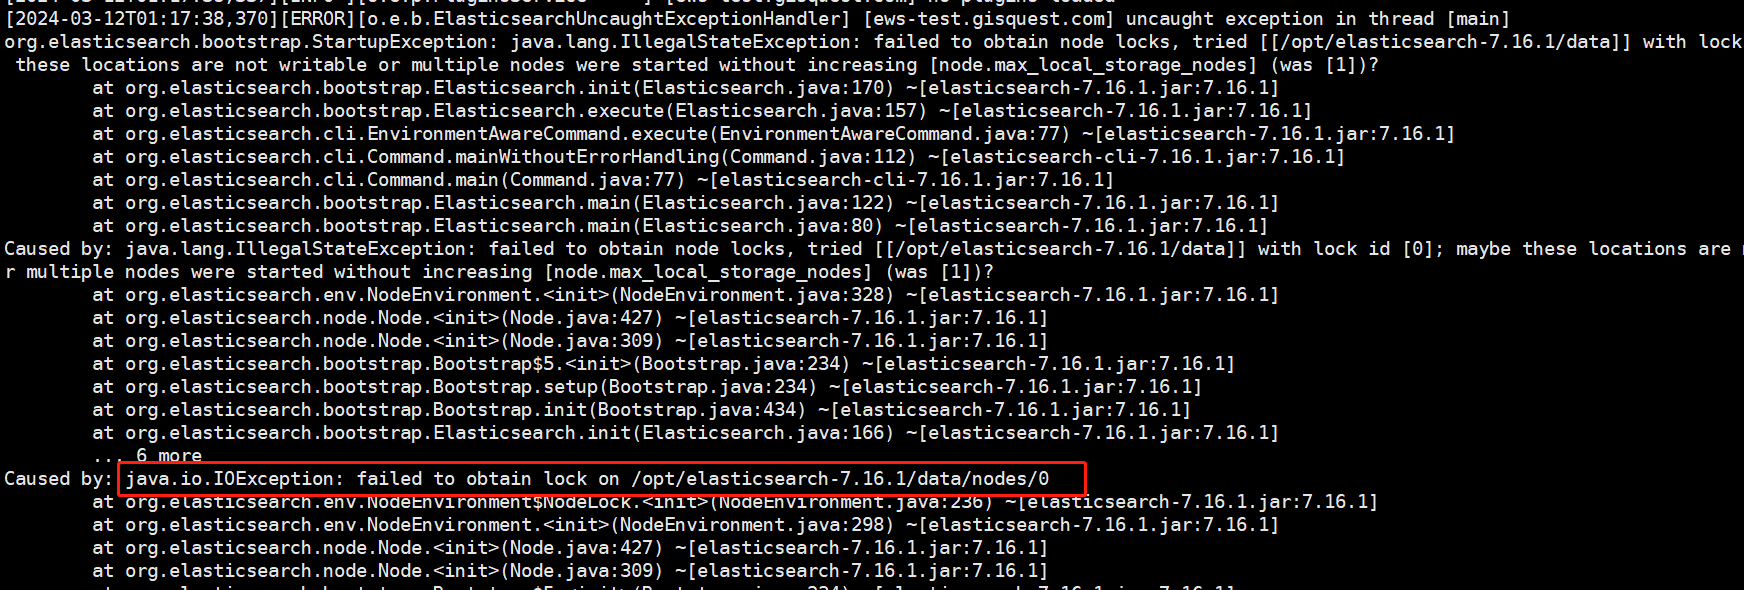 [2024-03-12T01:17:38,370][ERROR][o.e.b.ElasticsearchUncaughtExceptionHandler] [ews-test.gisquest.com] uncaught exception in thread [main]
org.elasticsearch.bootstrap.StartupException: java.lang.IllegalStateException: failed to obtain node locks, tried [[/opt/elasticsearch-7.16.1/data]] with lock
these locations are not writable or multiple nodes were started without increasing [node.max_local_storage_nodes] (was [1])?
at org.elasticsearch.bootstrap.Elasticsearch.init(Elasticsearch.java:170) ~[elasticsearch-7.16.1.jar:7.16.1]
at org.elasticsearch.bootstrap.Elasticsearch.execute(Elasticsearch.java:157) ~[elasticsearch-7.16.1.jar:7.16.1]
at org.elasticsearch.cli.EnvironmentAwareCommand.execute(EnvironmentAwareCommand.java:77) ~[elasticsearch-7.16.1.jar:7.16.1]
at org.elasticsearch.cli.Command.mainWithoutErrorHandling(Command.java:112) ~[elasticsearch-cli-7.16.1.jar:7.16.1]
at org.elasticsearch.cli.Command.main(Command.java:77) ~[elasticsearch-cli-7.16.1.jar:7.16.1]
at org.elasticsearch.bootstrap.Elasticsearch.main(Elasticsearch.java:122) ~[elasticsearch-7.16.1.jar:7.16.1]
at org.elasticsearch.bootstrap.Elasticsearch.main(Elasticsearch.java:80) ~[elasticsearch-7.16.1.jar:7.16.1]
Caused by: java.lang.IllegalStateException: failed to obtain node locks, tried [[/opt/elasticsearch-7.16.1/data]] with lock id [0]; maybe these locations are
r multiple nodes were started without increasing [node.max_local_storage_nodes] (was [1])?
at org.elasticsearch.env.NodeEnvironment.<init>(NodeEnvironment.java:328) ~[elasticsearch-7.16.1.jar:7.16.1]
at org.elasticsearch.node.Node.<init>(Node.java:427) ~[elasticsearch-7.16.1.jar:7.16.1]
at org.elasticsearch.node.Node.<init>(Node.java:309) ~[elasticsearch-7.16.1.jar:7.16.1]
at org.elasticsearch.bootstrap.Bootstrap$5.<init>(Bootstrap.java:234) ~[elasticsearch-7.16.1.jar:7.16.1]
at org.elasticsearch.bootstrap.Bootstrap.setup(Bootstrap.java:234) ~[elasticsearch-7.16.1.jar:7.16.1]
at org.elasticsearch.bootstrap.Bootstrap.init(Bootstrap.java:434) ~[elasticsearch-7.16.1.jar:7.16.1]
at org.elasticsearch.bootstrap.Elasticsearch.init(Elasticsearch.java:166) ~[elasticsearch-7.16.1.jar:7.16.1]
... 6 more
Caused by: java.io.IOException: failed to obtain lock on /opt/elasticsearch-7.16.1/data/nodes/0
at org.elasticsearch.env.NodeEnvironment$NodeLock.<init>(NodeEnvironment.java:236) ~[elasticsearch-7.16.1.jar:7.16.1]
at org.elasticsearch.env.NodeEnvironment.<init>(NodeEnvironment.java:298) ~[elasticsearch-7.16.1.jar:7.16.1]
at org.elasticsearch.node.Node.<init>(Node.java:427) ~[elasticsearch-7.16.1.jar:7.16.1]
at org.elasticsearch.node.Node.<init>(Node.java:309) ~[elasticsearch-7.16.1.jar:7.16.1]